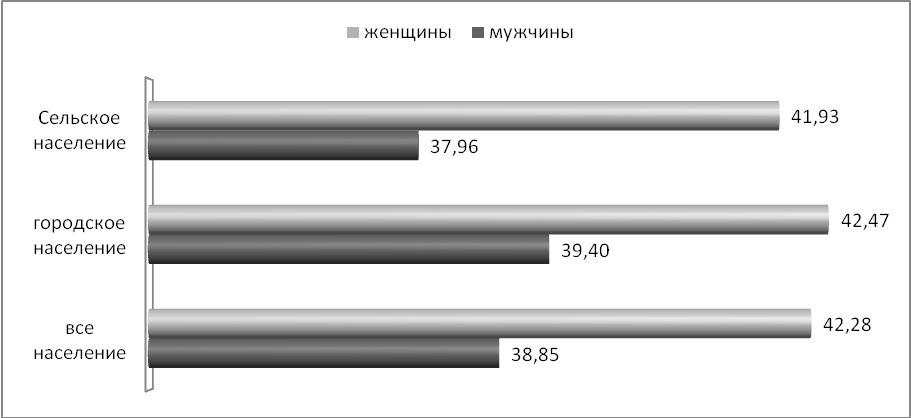 женщины мужчины
Сельское
население
41,93
37,96
городское
население
42,47
39,40
все
население
42,28
38,85